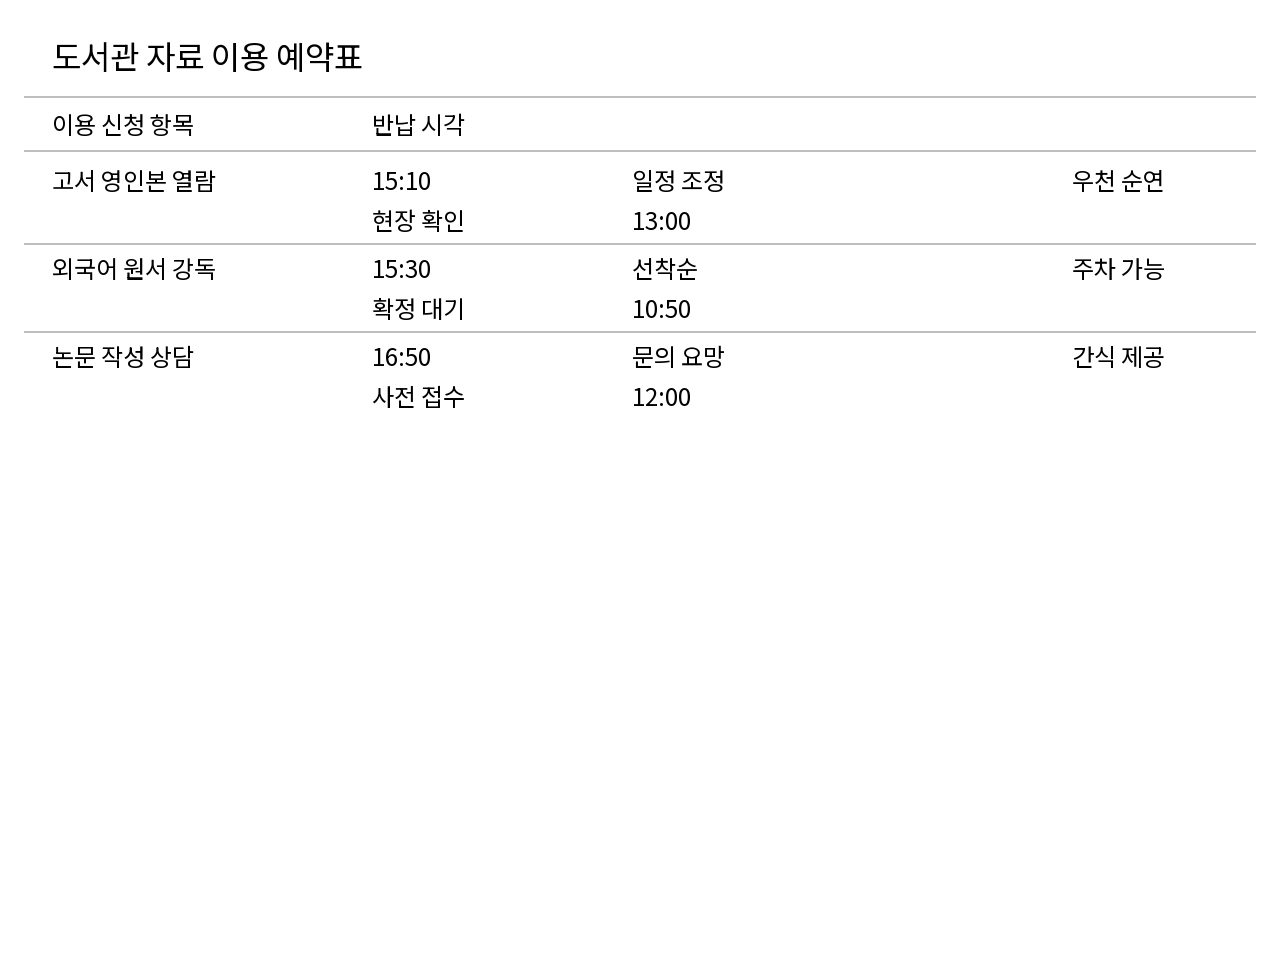 도서관 자료 이용 예약표
이용 신청 항목 반납 시각
고서 영인본 열람 15:10 일정 조정 우천 순연
현장 확인 13:00
외국어 원서 강독 15:30 선착순 주차 가능
확정 대기 10:50
논문 작성 상담 16:50 문의 요망 간식 제공
사전 접수 12:00